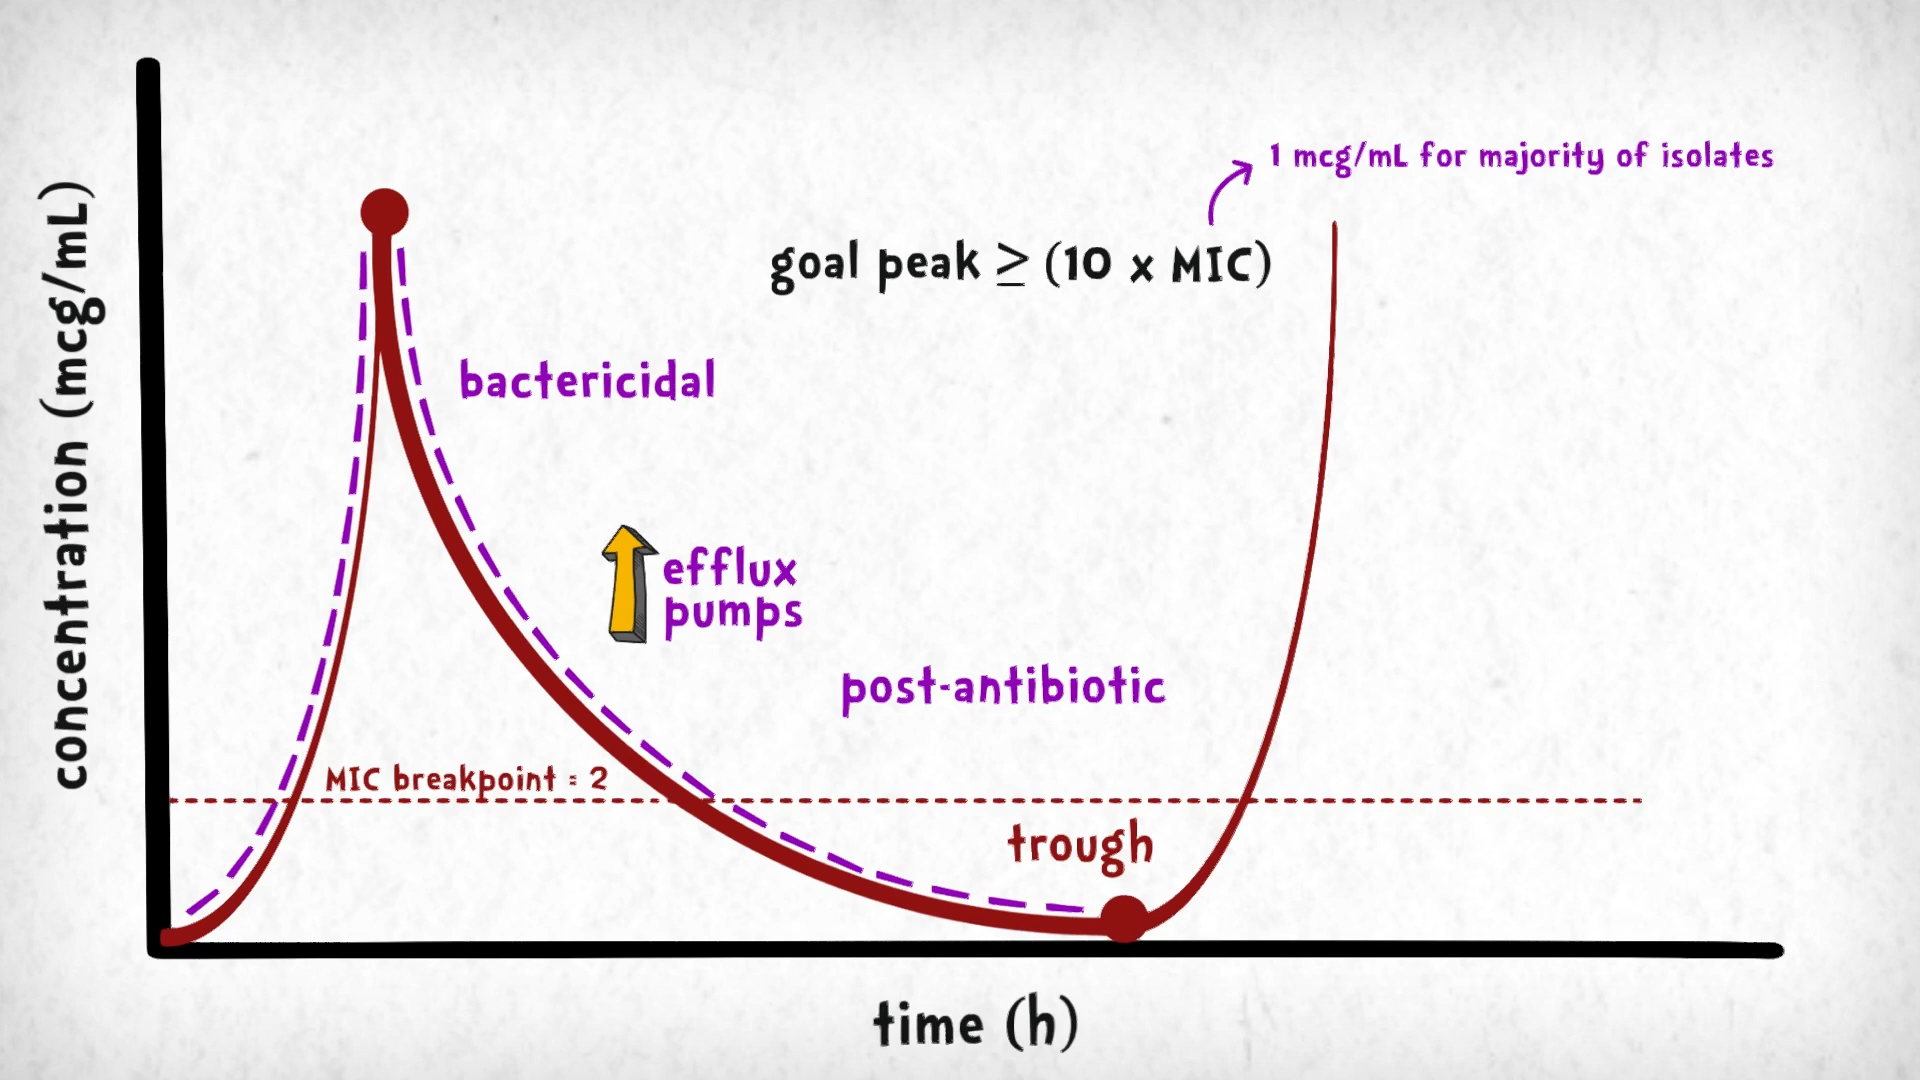 1 mcg/mL for majority of isolates
goal peak ≥ (10 x MIC)
concentration (mcg/mL)
bactericidal
efflux
pumps
post-antibiotic
MIC breakpoint = 2
trough
time (h)